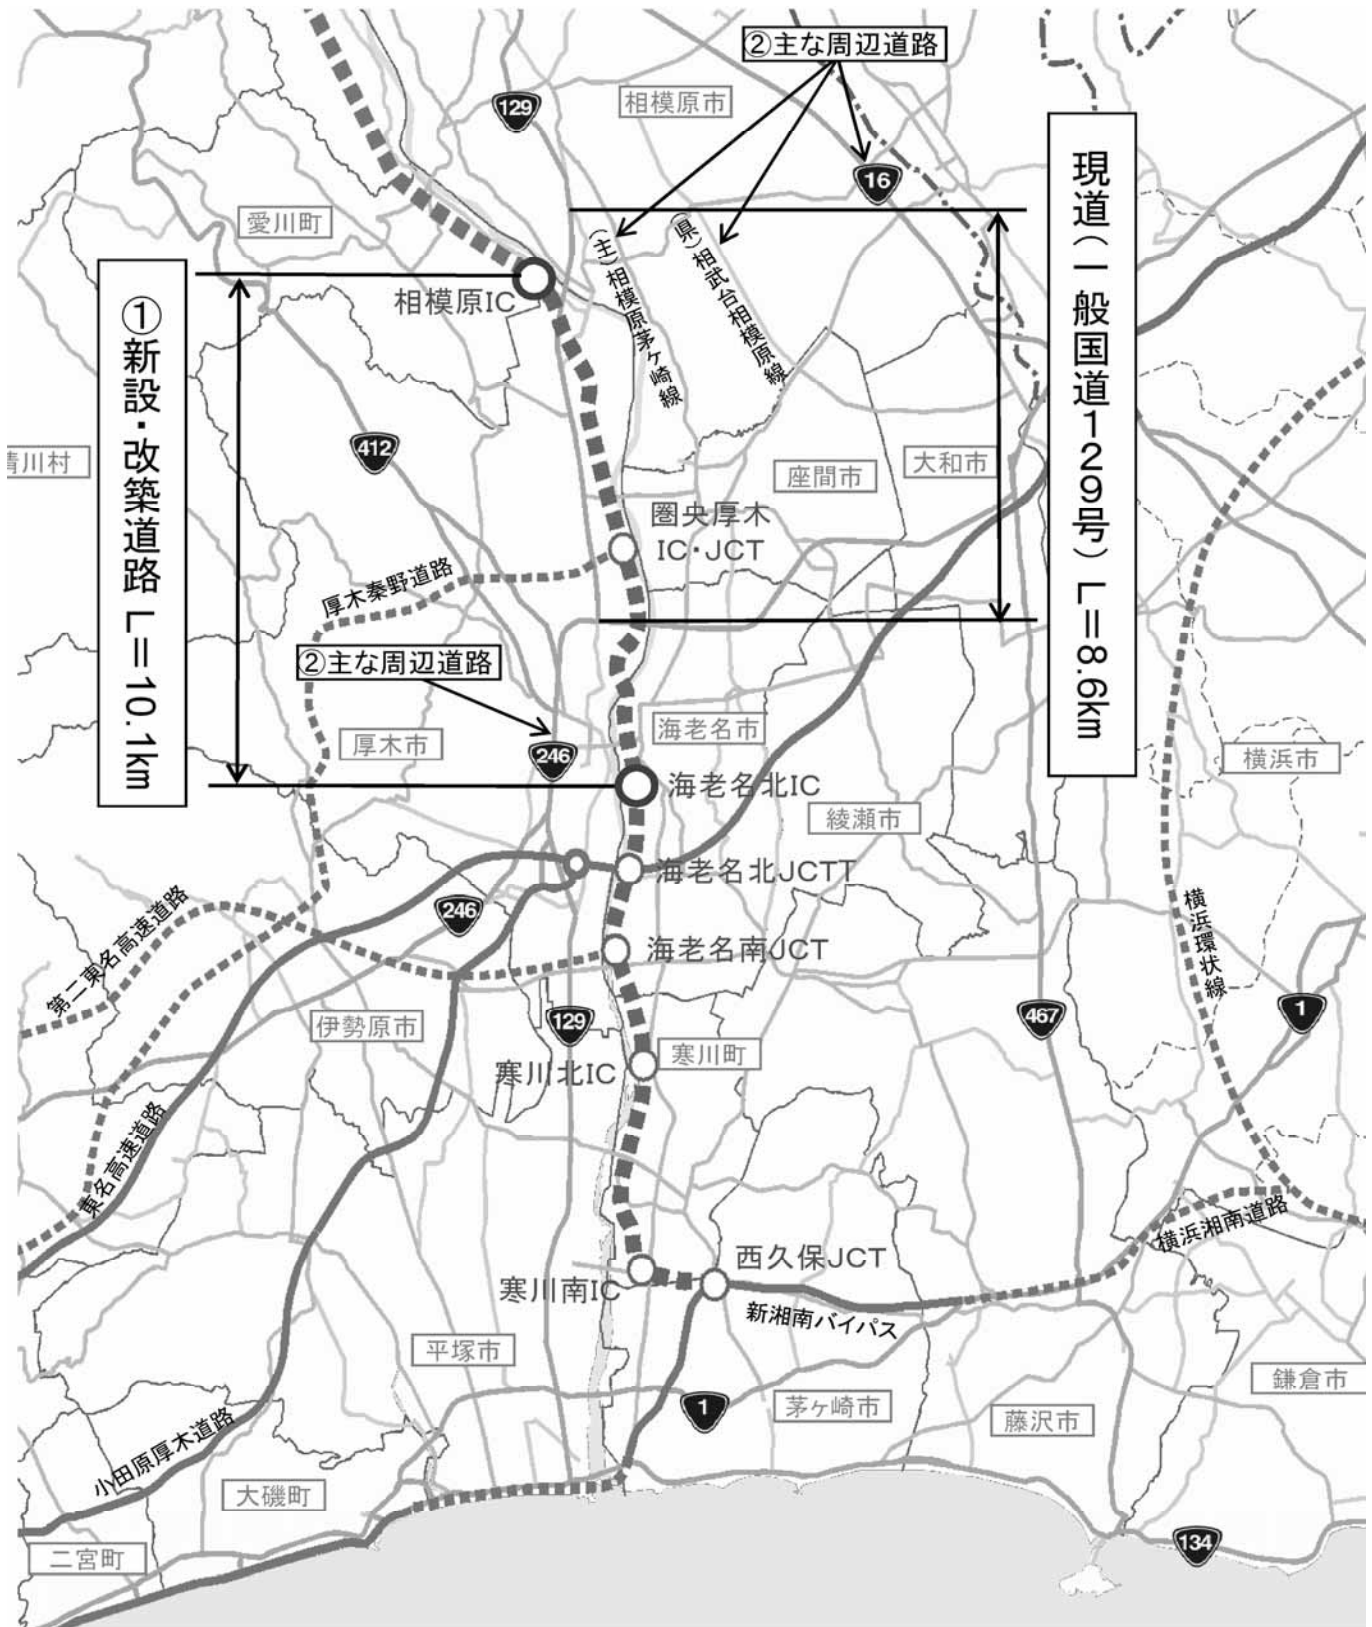 ②主な周辺道路
129
相模原市
16
愛川町
(主)相模原茅ヶ崎線
(県)相武台相模原線
現道(一般国道129号) L=8.6km
①新設・改築道路 L=10.1km
相模原IC
412
清川村
座間市
大和市
圏央厚木
IC・JCT
厚木秦野道路
②主な周辺道路
厚木市
246
海老名市
横浜市
海老名北IC
綾瀬市
海老名北JCTT
246
第二東名高速道路
海老名南JCT
横浜環状線
伊勢原市
129
467
1
寒川町
寒川北IC
東名高速道路
横浜湘南道路
西久保JCT
寒川南IC
新湘南バイパス
平塚市
鎌倉市
1
茅ヶ崎市
藤沢市
小田原厚木道路
大磯町
二宮町
134